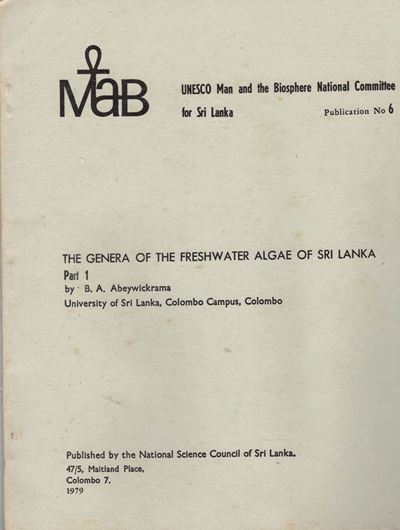 MaB
UNESCO Man and the Biosphere National Committee
for Sri Lanka Publication No 6
THE GENERA OF THE FRESHWATER ALGAE OF SRI LANKA
Part 1
by B. A. Abeywickrama
University of Sri Lanka, Colombo Campus, Colombo
Published by the National Science Council of Sri Lanka.
47/5, Maitland Place,
Colombo 7.
1979